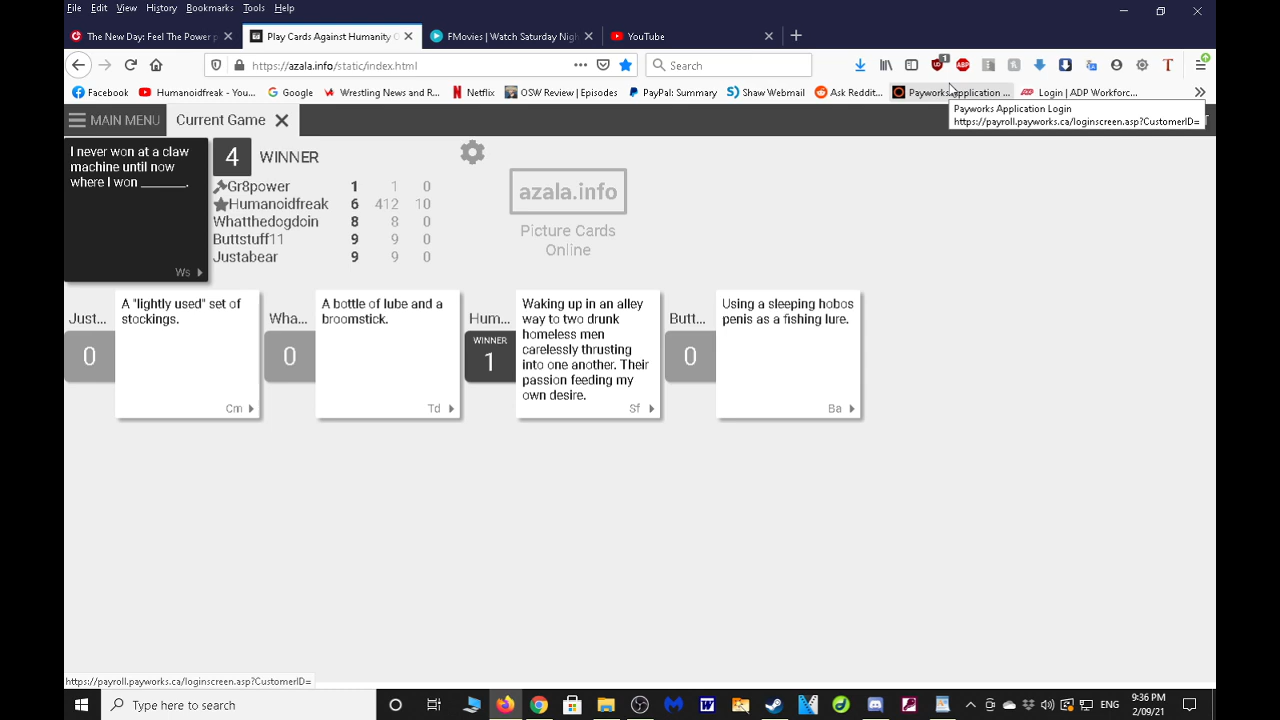 File Edit View History Bookmarks Tools Help
The New Day: Feel The Power p
Play Cards Against Humanity O
FMovies | Watch Saturday Nigh
YouTube
https://azala.info/static/index.html
Search
1
ABP
T
Facebook
Humanoidfreak - You...
Google
Wrestling News and R...
Netflix
OSW Review | Episodes
PayPal: Summary
Shaw Webmail
Ask Reddit...
Payworks Application ...
Login | ADP Workforc...
MAIN MENU
Current Game
Payworks Application Login
https://payroll.payworks.ca/loginscreen.asp?CustomerID=
I never won at a claw
machine until now
where I won _______.
Ws
4 WINNER
Gr8power 1 1 0
Humanoidfreak 6 412 10
Whatthedogdoin 8 8 0
Buttstuff11 9 9 0
Justabear 9 9 0
azala.info
Picture Cards
Online
Just...
0
A "lightly used" set of
stockings.
Cm
Wha...
0
A bottle of lube and a
broomstick.
Td
Hum...
WINNER
1
Waking up in an alley
way to two drunk
homeless men
carelessly thrusting
into one another. Their
passion feeding my
own desire.
Sf
Butt...
0
Using a sleeping hobos
penis as a fishing lure.
Ba
https://payroll.payworks.ca/loginscreen.asp?CustomerID=
Type here to search
ENG
9:36 PM
2/09/21